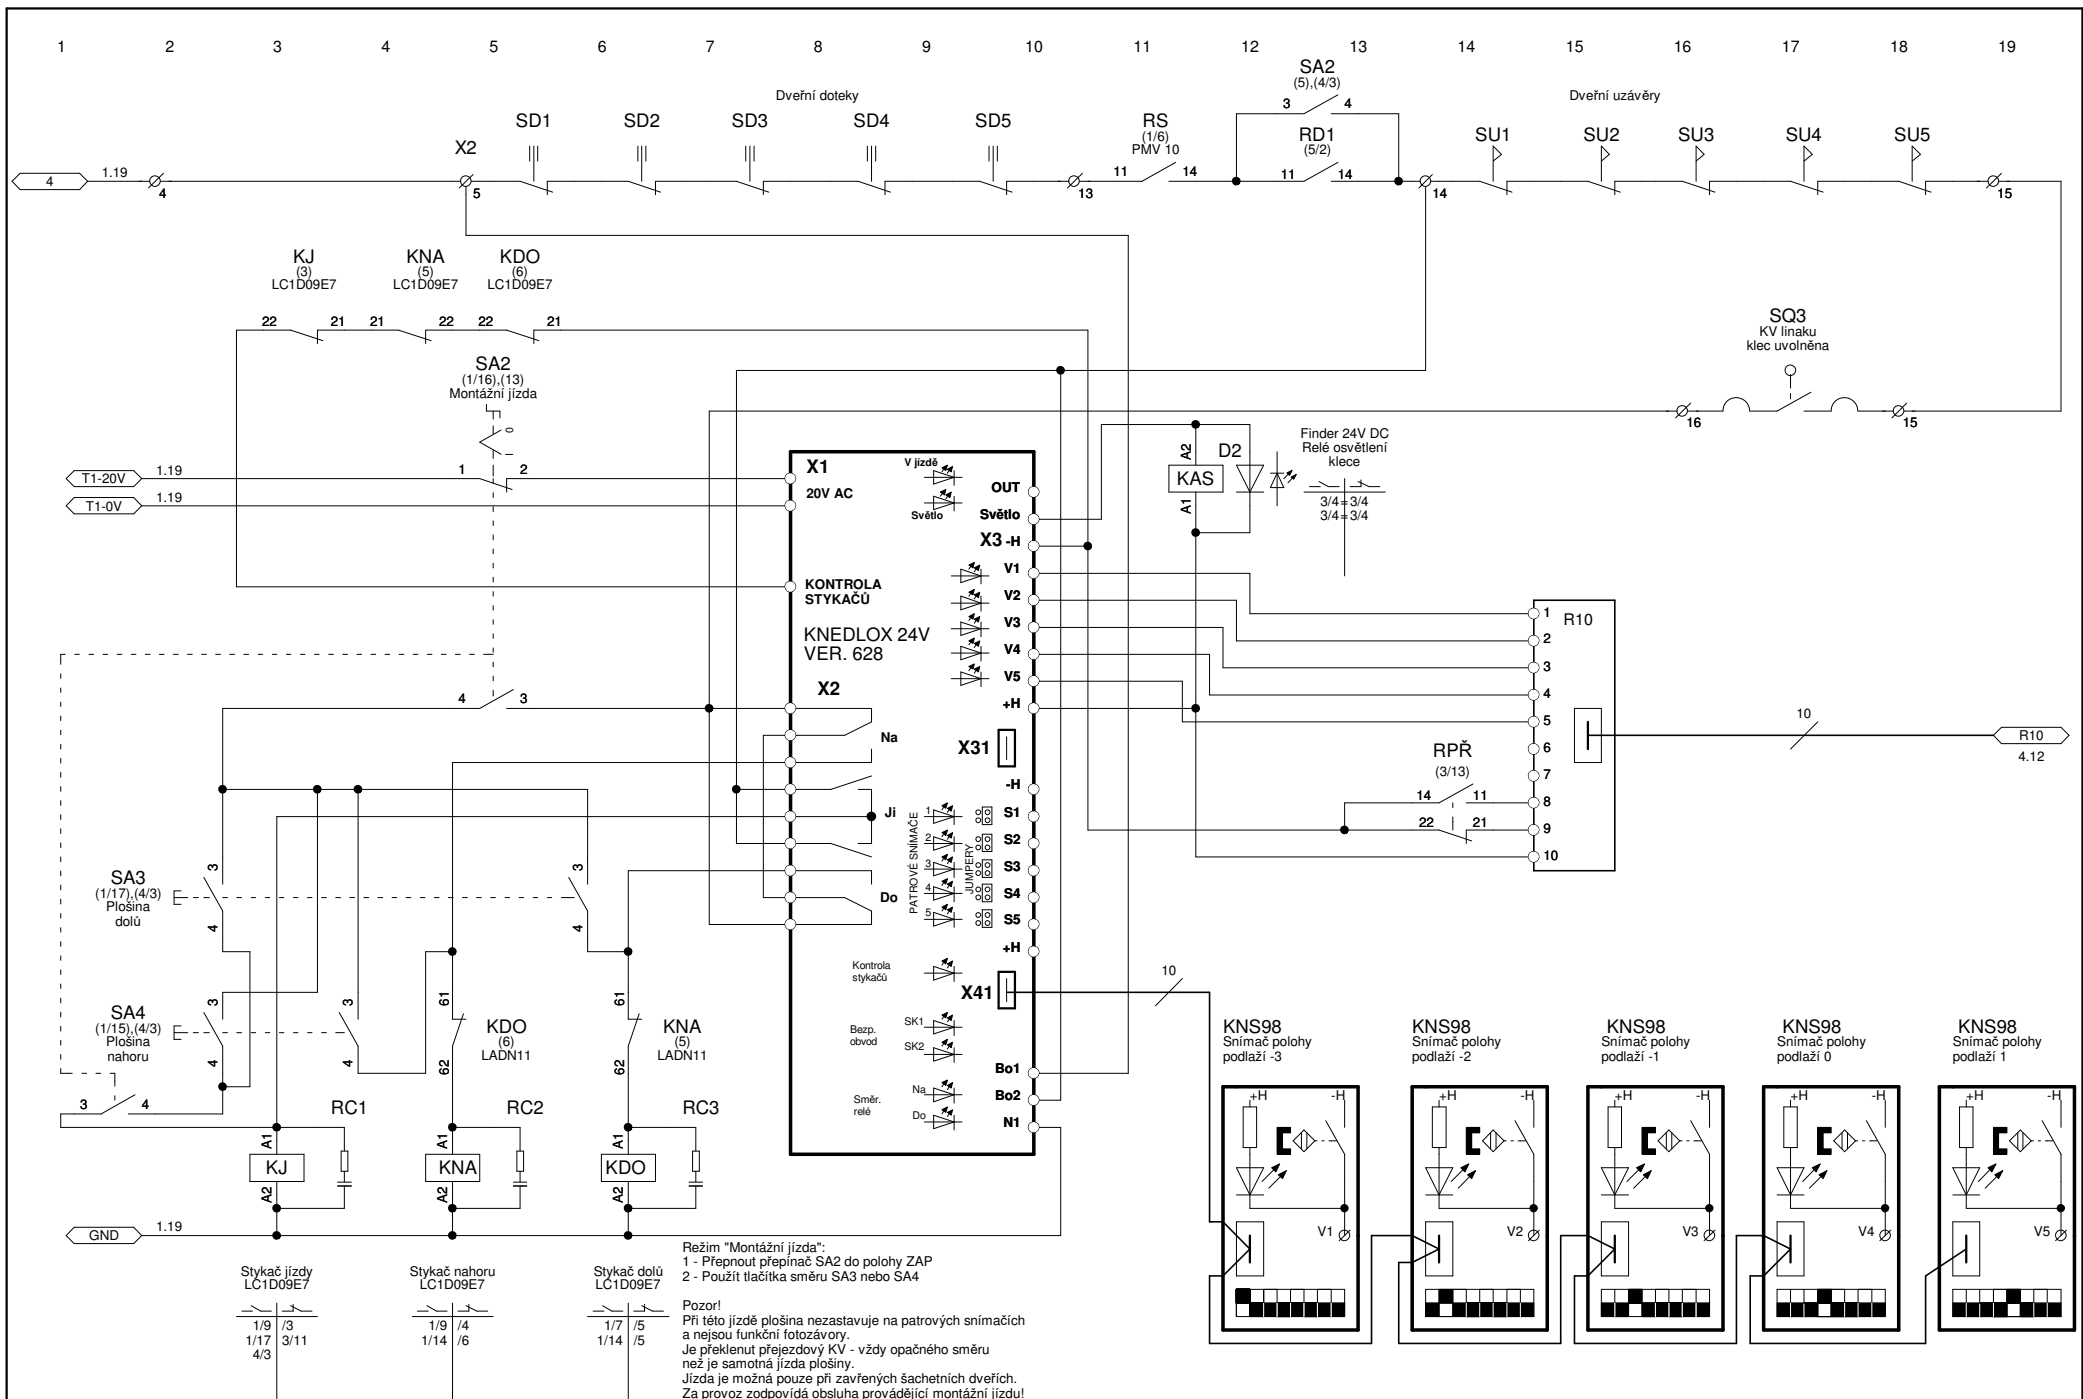 1 2 3 4 5 6 7 8 9 10 11 12 13 14 15 16 17 18 19
Dveřní doteky
Dveřní uzávěry
SA2
(5),(4/3)
3 4
SD1 SD2 SD3 SD4 SD5
RS
(1/6)
PMV 10
RD1
(5/2)
SU1 SU2 SU3 SU4 SU5
X2
4 1.19 4 5 13 11 14 11 14 14 15
KJ
(3)
LC1D09E7
KNA
(5)
LC1D09E7
KDO
(6)
LC1D09E7
22 21 21 22 22 21
SQ3
KV linaku
klec uvolněna
16 15
SA2
(1/16),(13)
Montážní jízda
0
1
T1-20V 1.19 1 2
T1-0V 1.19
X1
20V AC
V jízdě
Světlo
OUT
Světlo
X3 -H
V1
V2
V3
V4
V5
+H
KONTROLA
STYKAČŮ
KNEDLOX 24V
VER. 628
X2
Na
X31
-H
Ji
PATROVÉ SNÍMAČE
JUMPERY
1 S1
2 S2
3 S3
4 S4
5 S5
Do
+H
Kontrola
stykačů
X41
Bezp.
obvod
SK1
SK2
Bo1
Bo2
N1
Směr.
relé
Na
Do
A2
KAS
A1
D2
Finder 24V DC
Relé osvětlení
klece
3/4 3/4
3/4 3/4
R10
1
2
3
4
5
6
7
8
9
10
10
R10
4.12
RPŘ
(3/13)
14 11
22 21
4 3
SA3
(1/17),(4/3)
Plošina
dolů
3
4
3
4
SA4
(1/15),(4/3)
Plošina
nahoru
3
4
3
4
3 4
61
62
KDO
(6)
LADN11
61
62
KNA
(5)
LADN11
RC1
RC2
RC3
A1
KJ
A2
A1
KNA
A2
A1
KDO
A2
GND 1.19
10
KNS98
Snímač polohy
podlaží -3
KNS98
Snímač polohy
podlaží -2
KNS98
Snímač polohy
podlaží -1
KNS98
Snímač polohy
podlaží 0
KNS98
Snímač polohy
podlaží 1
+H -H
+H -H
+H -H
+H -H
+H -H
V1 V2 V3 V4 V5
Stykač jízdy
LC1D09E7
1/9 /3
1/17 3/11
4/3
Stykač nahoru
LC1D09E7
1/9 /4
1/14 /6
Stykač dolů
LC1D09E7
1/7 /5
1/14 /5
Režim "Montážní jízda":
1 - Přepnout přepínač SA2 do polohy ZAP
2 - Použít tlačítka směru SA3 nebo SA4
Pozor!
Při této jízdě plošina nezastavuje na patrových snímačích
a nejsou funkční fotozávory.
Je překlenut přejezdový KV - vždy opačného směru
než je samotná jízda plošiny.
Jízda je možná pouze při zavřených šachetních dveřích.
Za provoz zodpovídá obsluha provádějící montážní jízdu!